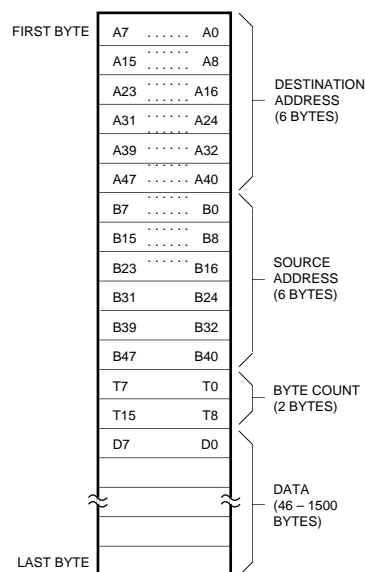 FIRST BYTE
A7 ...... A0
A15 ...... A8
A23 ...... A16
A31 ...... A24
A39 ...... A32
A47 ...... A40
DESTINATION
ADDRESS
(6 BYTES)
B7 ...... B0
B15 ...... B8
B23 ...... B16
B31 B24
B39 B32
B47 B40
SOURCE
ADDRESS
(6 BYTES)
T7 T0
T15 T8
BYTE COUNT
(2 BYTES)
D7 D0
DATA
(46 – 1500
BYTES)
LAST BYTE